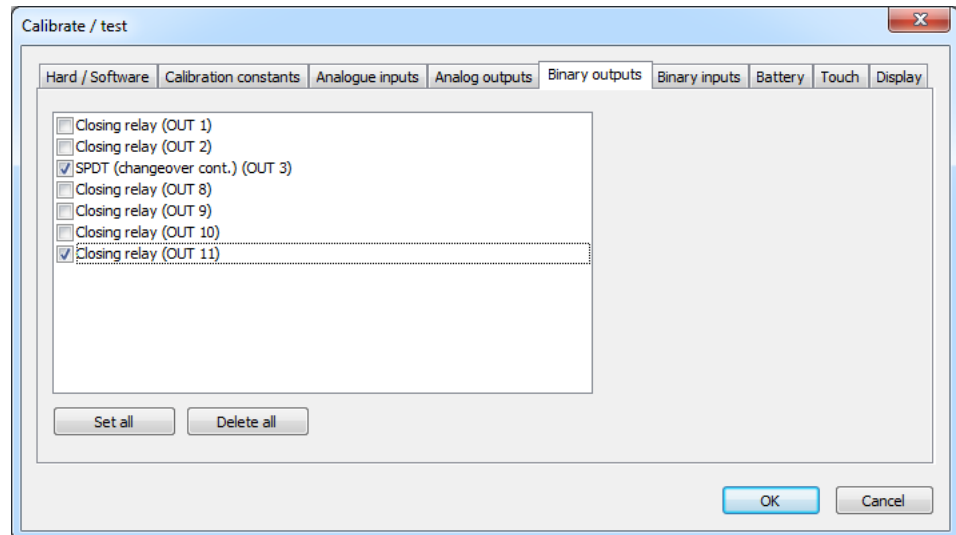 Calibrate / test
Hard / Software Calibration constants Analogue inputs Analog outputs Binary outputs Binary inputs Battery Touch Display
Closing relay (OUT 1)
Closing relay (OUT 2)
SPDT (changeover cont.) (OUT 3)
Closing relay (OUT 8)
Closing relay (OUT 9)
Closing relay (OUT 10)
Closing relay (OUT 11)
Set all Delete all
OK Cancel